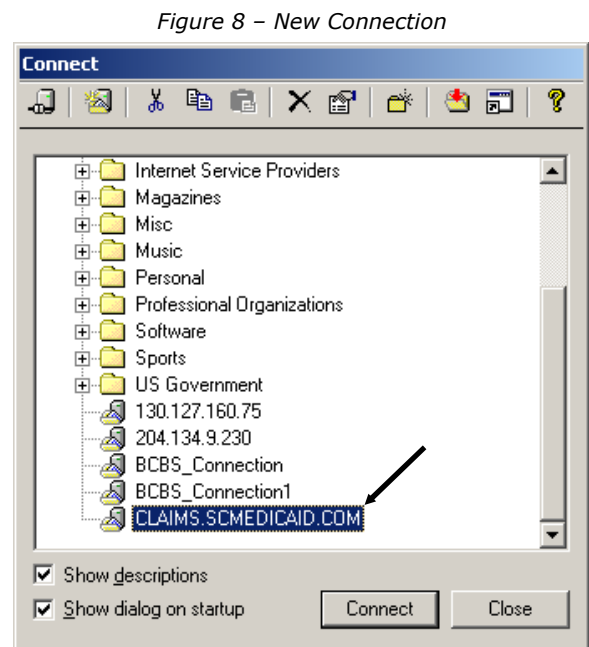 Figure 8 – New Connection
Connect
Internet Service Providers
Magazines
Misc
Music
Personal
Professional Organizations
Software
Sports
US Government
130.127.160.75
204.134.9.230
BCBS_Connection
BCBS_Connection1
CLAIMS.SCMEDICAID.COM
Show descriptions
Show dialog on startup
Connect
Close